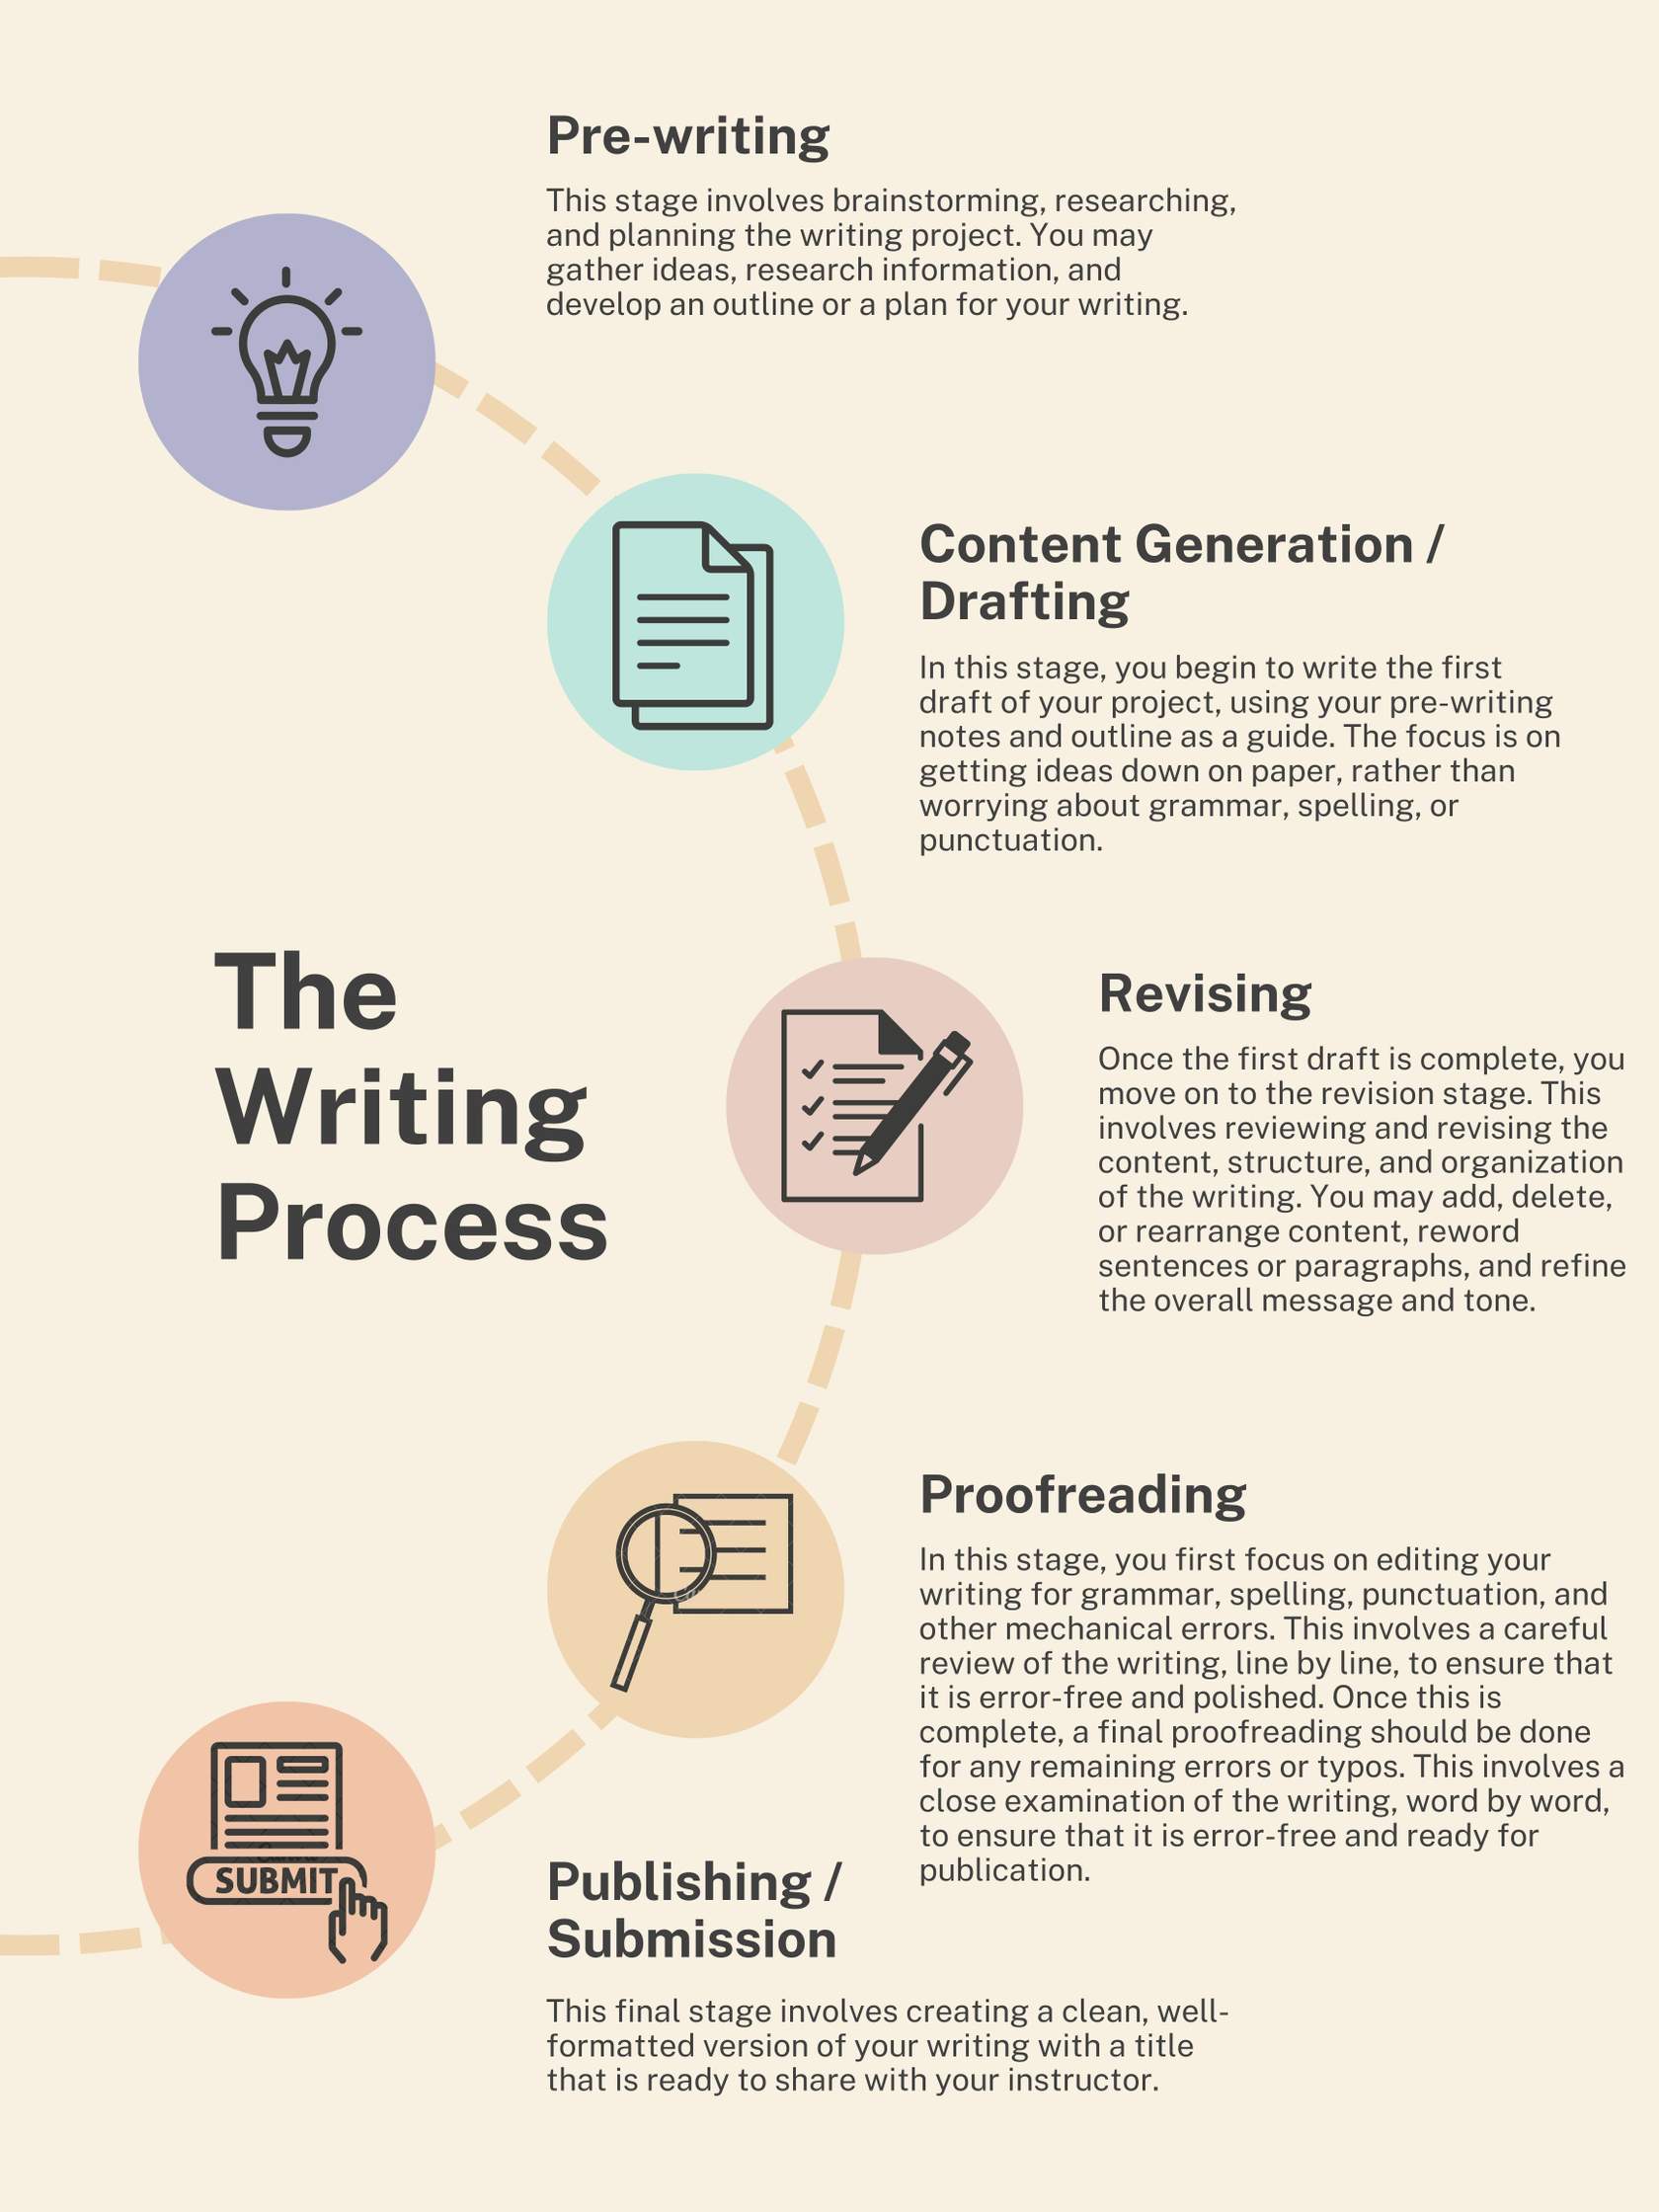 Pre-writing
This stage involves brainstorming, researching,
and planning the writing project. You may
gather ideas, research information, and
develop an outline or a plan for your writing.
Content Generation /
Drafting
In this stage, you begin to write the first
draft of your project, using your pre-writing
notes and outline as a guide. The focus is on
getting ideas down on paper, rather than
worrying about grammar, spelling, or
punctuation.
The
Writing
Process
Revising
Once the first draft is complete, you
move on to the revision stage. This
involves reviewing and revising the
content, structure, and organization
of the writing. You may add, delete,
or rearrange content, reword
sentences or paragraphs, and refine
the overall message and tone.
Proofreading
In this stage, you first focus on editing your
writing for grammar, spelling, punctuation, and
other mechanical errors. This involves a careful
review of the writing, line by line, to ensure that
it is error-free and polished. Once this is
complete, a final proofreading should be done
for any remaining errors or typos. This involves a
close examination of the writing, word by word,
to ensure that it is error-free and ready for
publication.
SUBMIT
Publishing /
Submission
This final stage involves creating a clean, well-
formatted version of your writing with a title
that is ready to share with your instructor.